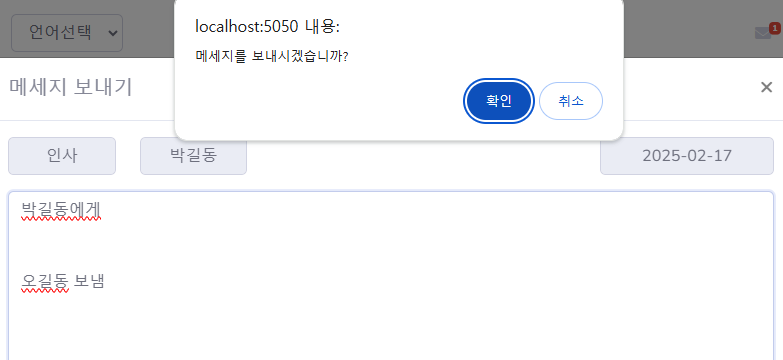 언어선택
localhost:5050 내용:
메세지를 보내시겠습니까?
확인 취소
1
메세지 보내기 ×
인사 박길동 2025-02-17
박길동에게
오길동 보냄